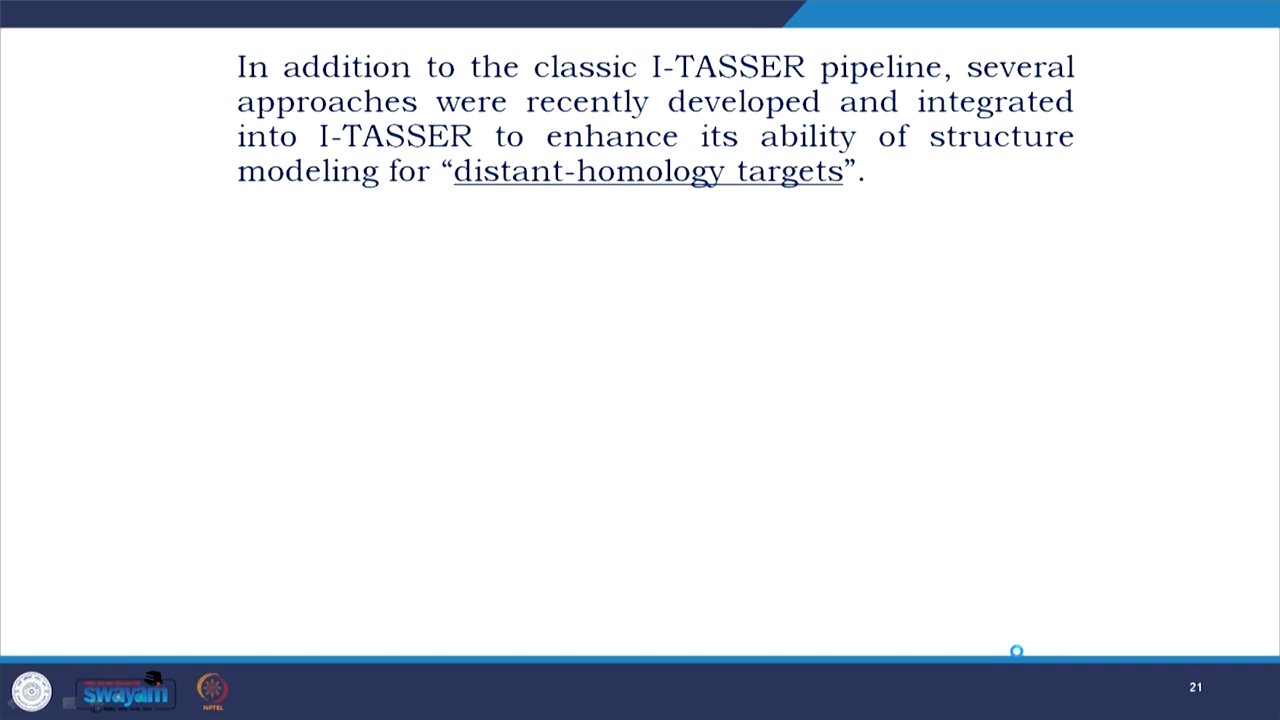 In addition to the classic I-TASSER pipeline, several
approaches were recently developed and integrated
into I-TASSER to enhance its ability of structure
modeling for “distant-homology targets”.
swayam
NPTEL
21